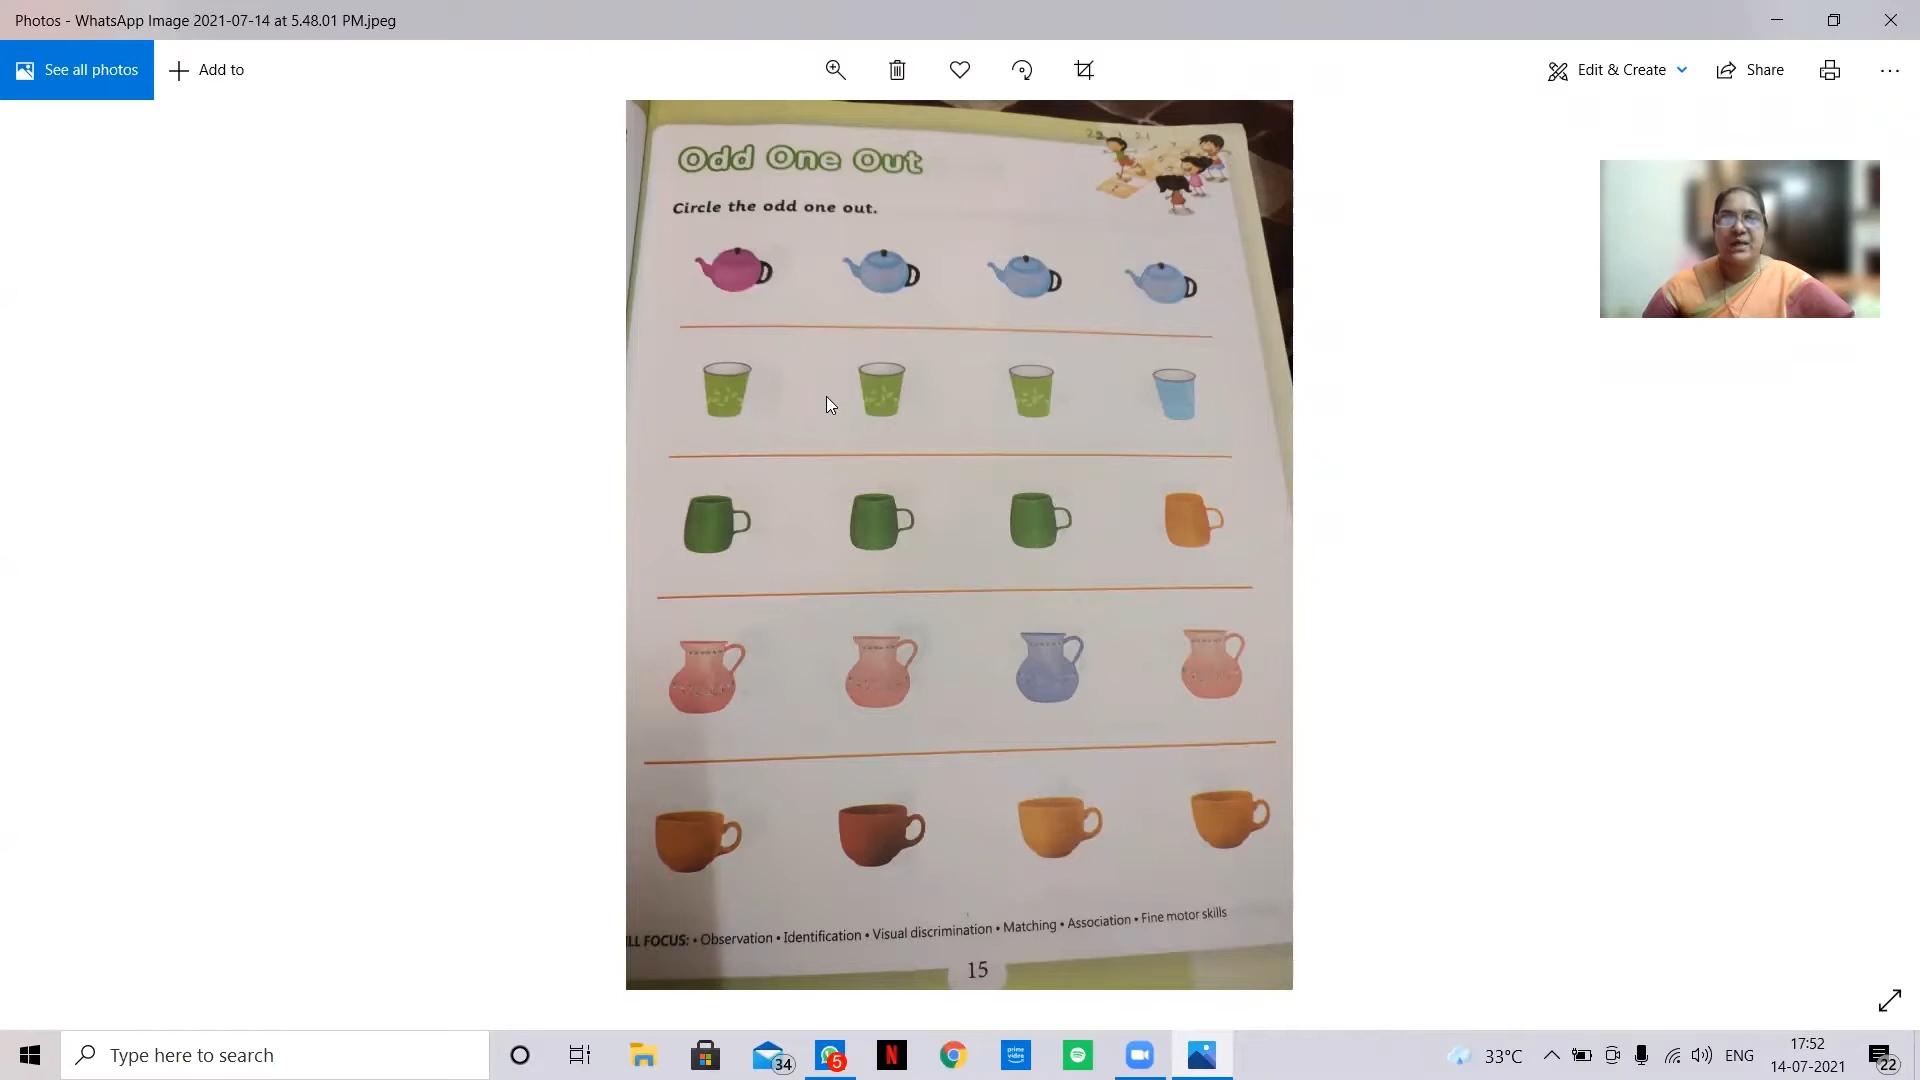 Photos - WhatsApp Image 2021-07-14 at 5.48.01 PM.jpeg
See all photos
Add to
Edit & Create
Share
Odd One Out
Circle the odd one out.
LL FOCUS: • Observation • Identification • Visual discrimination • Matching • Association • Fine motor skills
15
Type here to search
34
5
N
prime video
33°C
ENG
17:52
14-07-2021
22